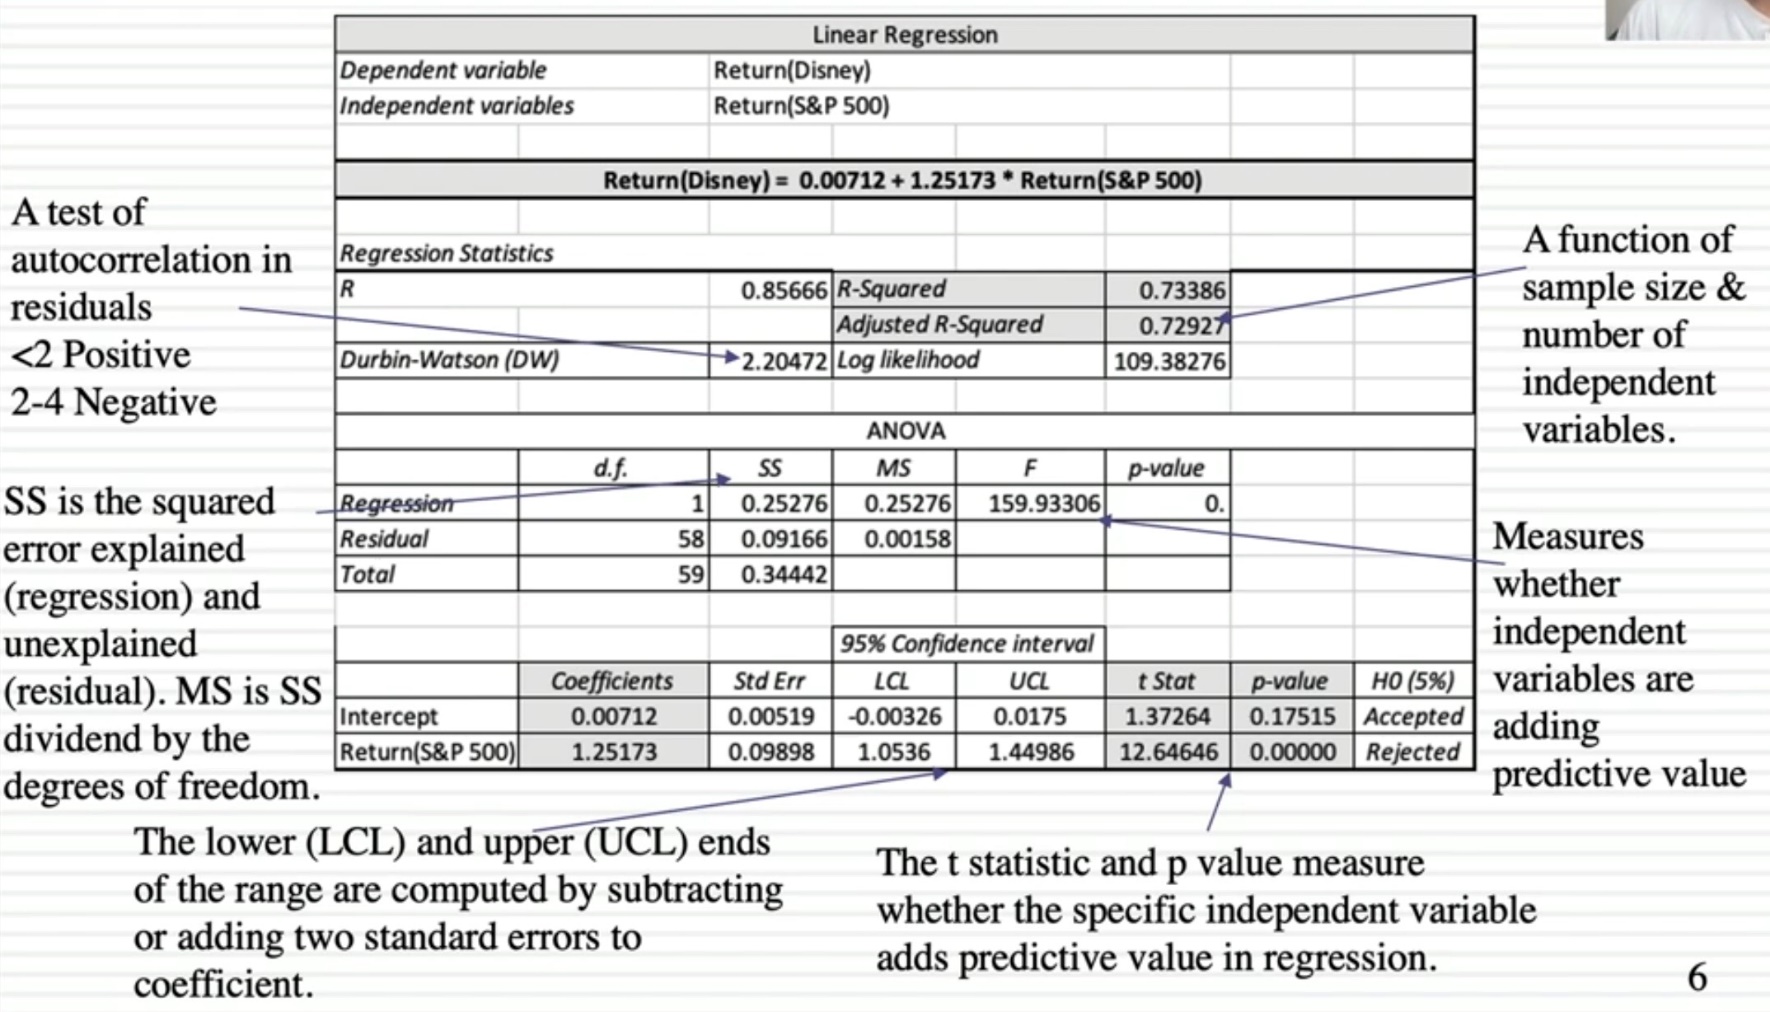 Linear Regression
Dependent variable Return(Disney)
Independent variables Return(S&P 500)
Return(Disney) = 0.00712 + 1.25173 * Return(S&P 500)
Regression Statistics
R 0.85666 R-Squared 0.73386
Adjusted R-Squared 0.72927
Durbin-Watson (DW) 2.20472 Log likelihood 109.38276
ANOVA
d.f. SS MS F p-value
Regression 1 0.25276 0.25276 159.93306 0.
Residual 58 0.09166 0.00158
Total 59 0.34442
95% Confidence interval
Coefficients Std Err LCL UCL t Stat p-value H0 (5%)
Intercept 0.00712 0.00519 -0.00326 0.0175 1.37264 0.17515 Accepted
Return(S&P 500) 1.25173 0.09898 1.0536 1.44986 12.64646 0.00000 Rejected
A test of
autocorrelation in
residuals
<2 Positive
2-4 Negative
SS is the squared
error explained
(regression) and
unexplained
(residual). MS is SS
dividend by the
degrees of freedom.
A function of
sample size &
number of
independent
variables.
Measures
whether
independent
variables are
adding
predictive value
The lower (LCL) and upper (UCL) ends
of the range are computed by subtracting
or adding two standard errors to
coefficient.
The t statistic and p value measure
whether the specific independent variable
adds predictive value in regression.
6